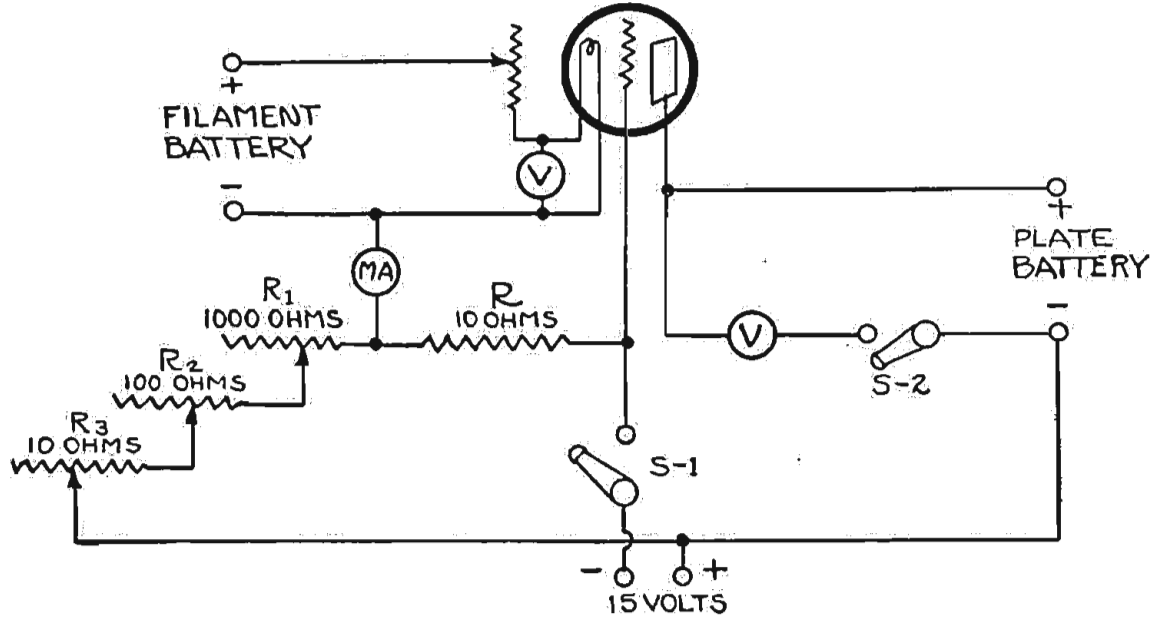 +
FILAMENT
BATTERY
−
V
MA
R1
1000 OHMS
R
10 OHMS
R2
100 OHMS
R3
10 OHMS
+
PLATE
BATTERY
−
V
S-2
S-1
− +
15 VOLTS